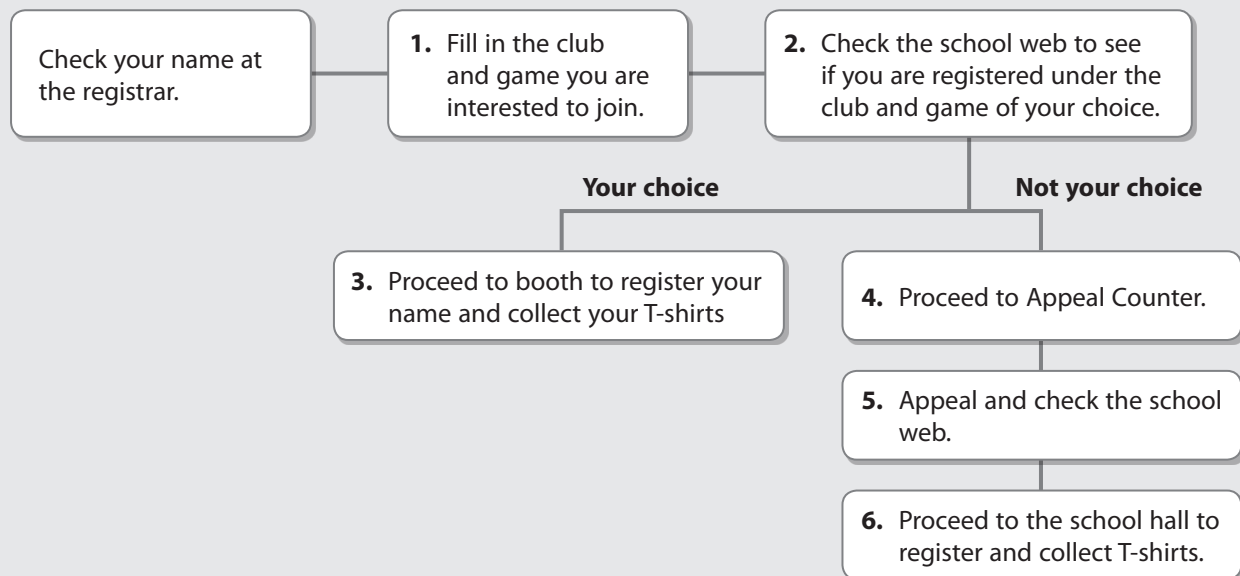 Check your name at
the registrar.
1. Fill in the club
and game you are
interested to join.
2. Check the school web to see
if you are registered under the
club and game of your choice.
Your choice
Not your choice
3. Proceed to booth to register your
name and collect your T-shirts
4. Proceed to Appeal Counter.
5. Appeal and check the school
web.
6. Proceed to the school hall to
register and collect T-shirts.